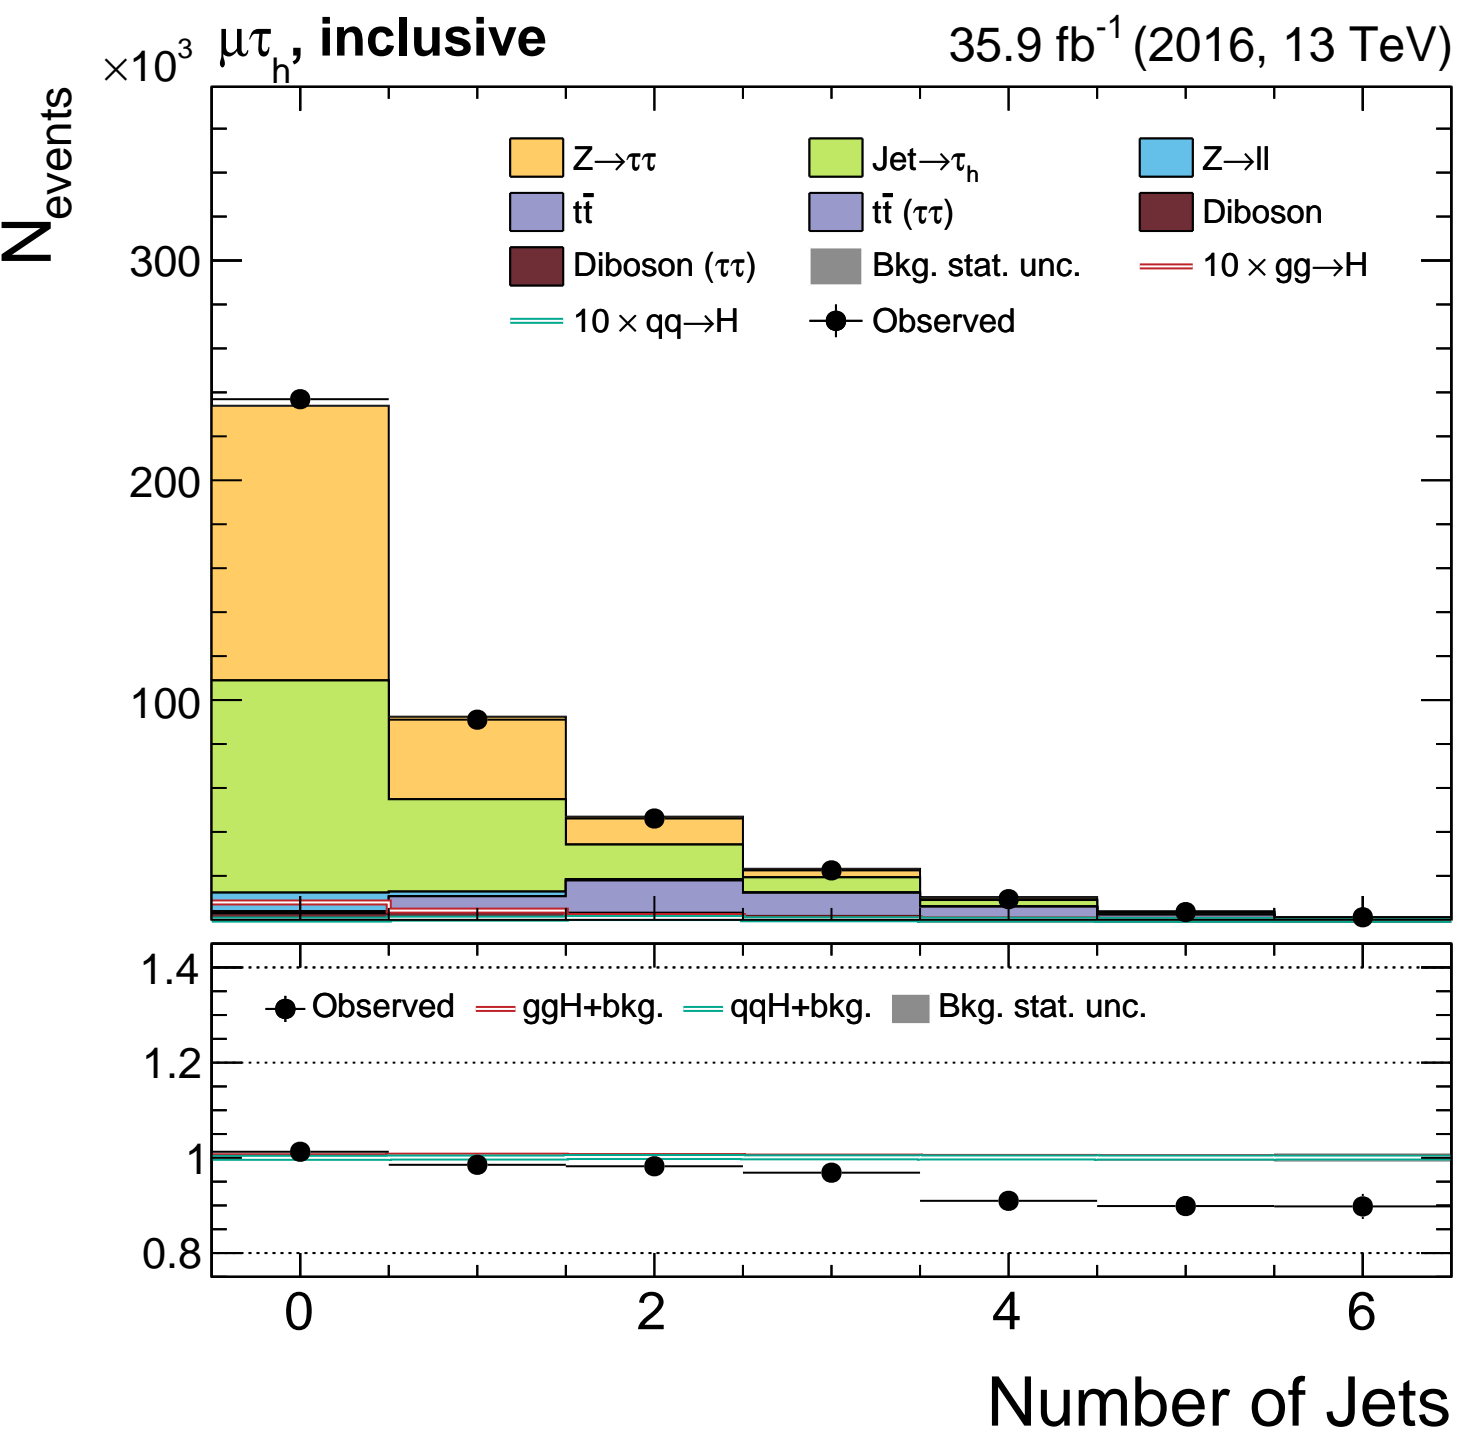 ×10³ μτₕ, inclusive 35.9 fb⁻¹ (2016, 13 TeV)
N_events
Z→ττ Jet→τₕ Z→ll
tt̄ tt̄ (ττ) Diboson
Diboson (ττ) Bkg. stat. unc. 10 × gg→H
10 × qq→H Observed
300
200
100
1.4
Observed ggH+bkg. qqH+bkg. Bkg. stat. unc.
1.2
1
0.8
0 2 4 6
Number of Jets